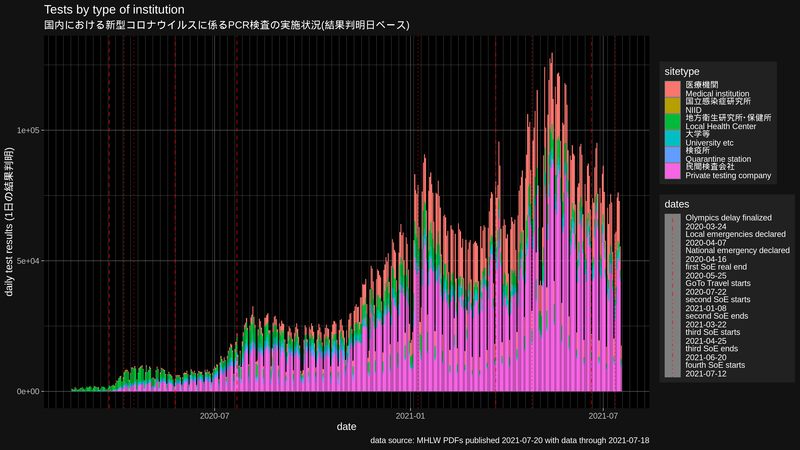 Tests by type of institution
国内における新型コロナウイルスに係るPCR検査の実施状況(結果判明日ベース)
daily test results (1日の結果判明)
1e+05
5e+04
0e+00
2020-07
2021-01
2021-07
date
sitetype
医療機関
Medical institution
国立感染症研究所
NIID
地方衛生研究所･保健所
Local Health Center
大学等
University etc
検疫所
Quarantine station
民間検査会社
Private testing company
dates
Olympics delay finalized
2020-03-24
Local emergencies declared
2020-04-07
National emergency declared
2020-04-16
first SoE real end
2020-05-25
GoTo Travel starts
2020-07-22
second SoE starts
2021-01-08
second SoE ends
2021-03-22
third SoE starts
2021-04-25
third SoE ends
2021-06-20
fourth SoE starts
2021-07-12
data source: MHLW PDFs published 2021-07-20 with data through 2021-07-18